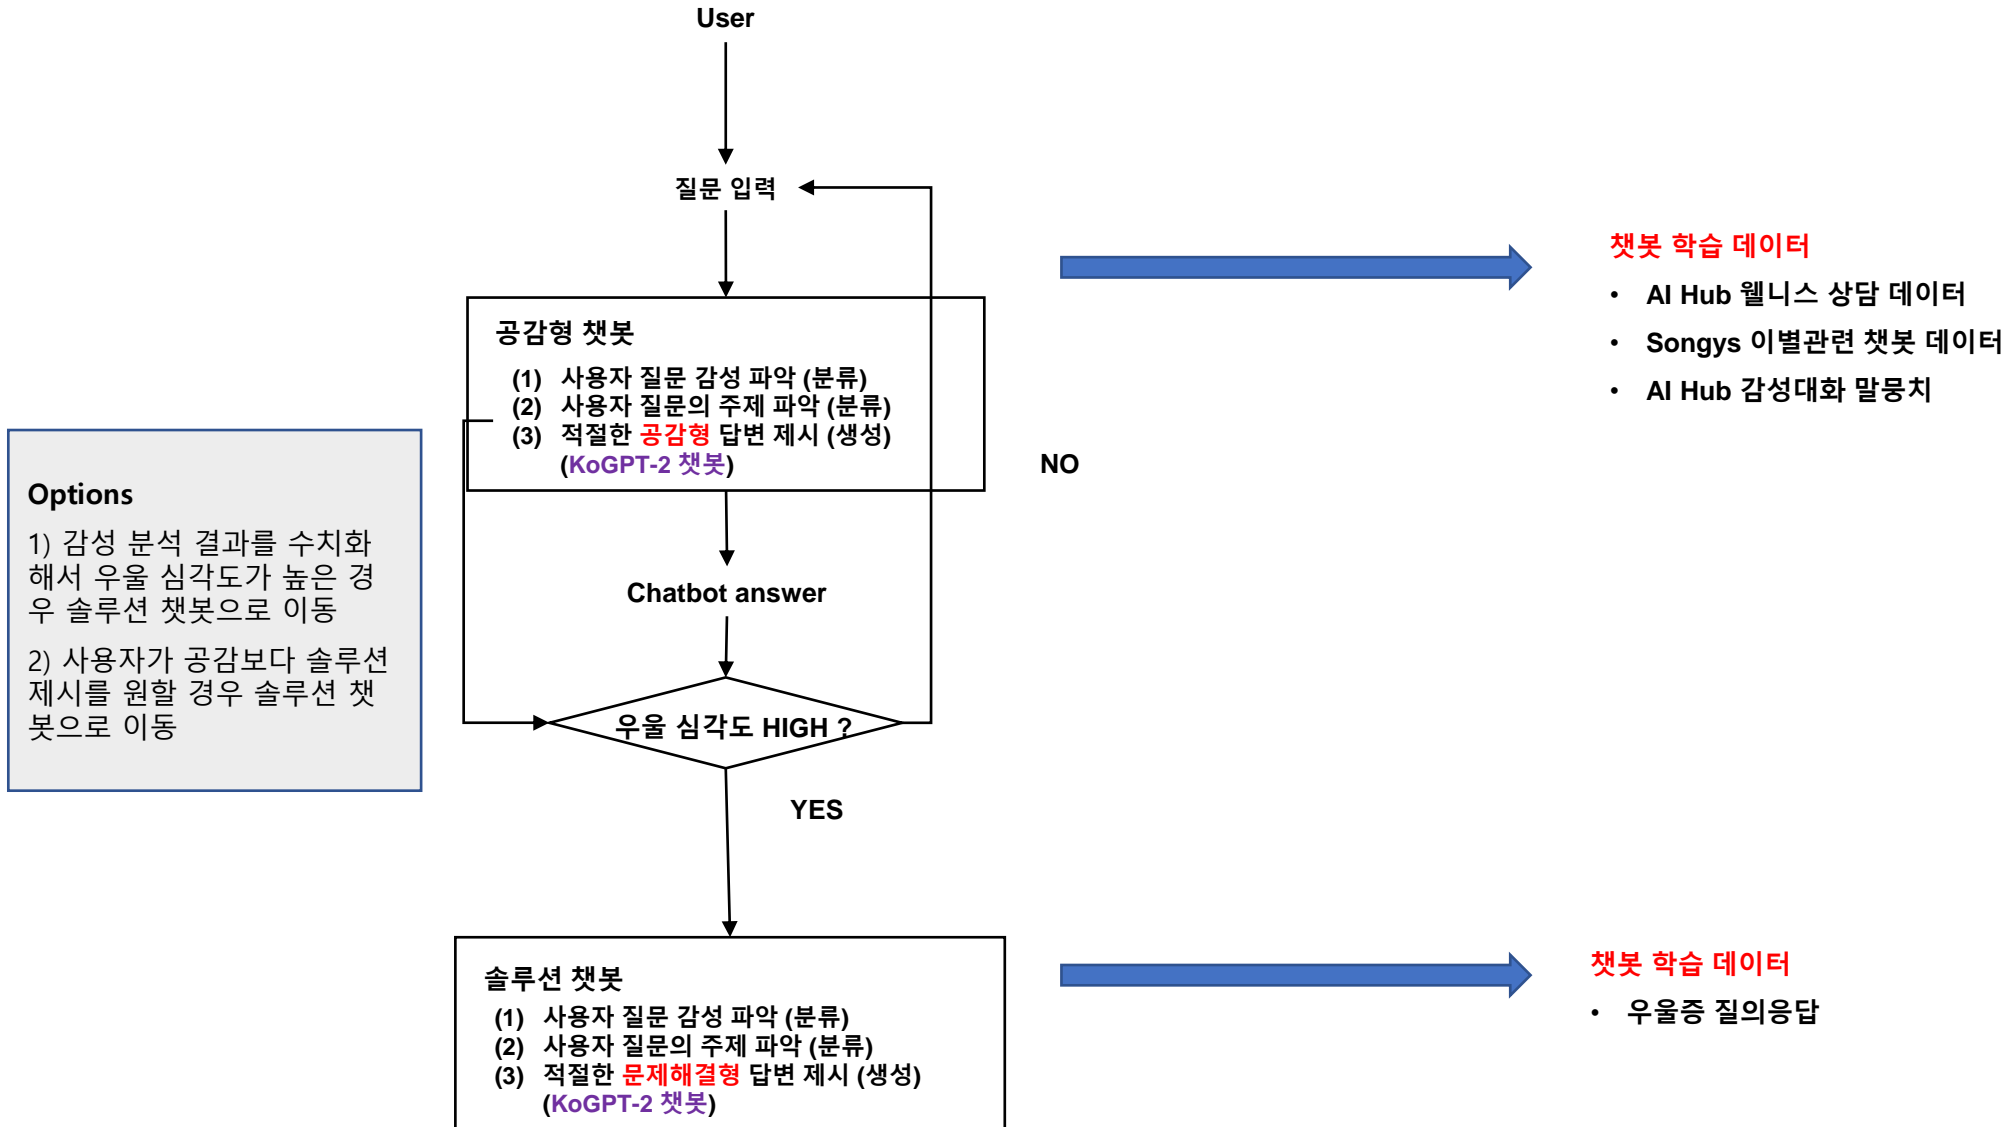 User
질문 입력
공감형 챗봇
(1) 사용자 질문 감성 파악 (분류)
(2) 사용자 질문의 주제 파악 (분류)
(3) 적절한 공감형 답변 제시 (생성)
(KoGPT-2 챗봇)
NO
챗봇 학습 데이터
• AI Hub 웰니스 상담 데이터
• Songys 이별관련 챗봇 데이터
• AI Hub 감성대화 말뭉치
Options
1) 감성 분석 결과를 수치화
해서 우울 심각도가 높은 경
우 솔루션 챗봇으로 이동
2) 사용자가 공감보다 솔루션
제시를 원할 경우 솔루션 챗
봇으로 이동
Chatbot answer
우울 심각도 HIGH ?
YES
솔루션 챗봇
(1) 사용자 질문 감성 파악 (분류)
(2) 사용자 질문의 주제 파악 (분류)
(3) 적절한 문제해결형 답변 제시 (생성)
(KoGPT-2 챗봇)
챗봇 학습 데이터
• 우울증 질의응답